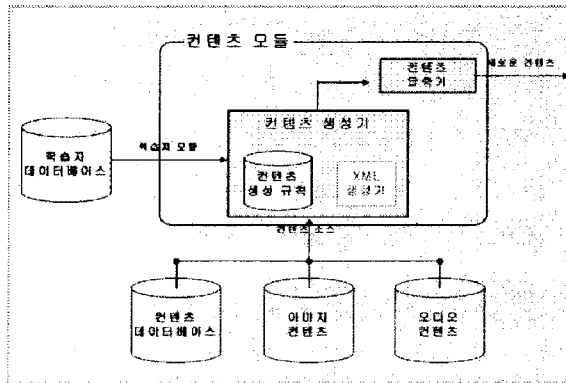 컨텐츠 모듈
컨텐츠
압축기
새로운 컨텐츠
컨텐츠 생성기
학습자
데이터베이스
학습자 모듈
컨텐츠
생성 규칙
XML
생성기
컨텐츠 소스
컨텐츠
데이터베이스
이미지
컨텐츠
오디오
컨텐츠